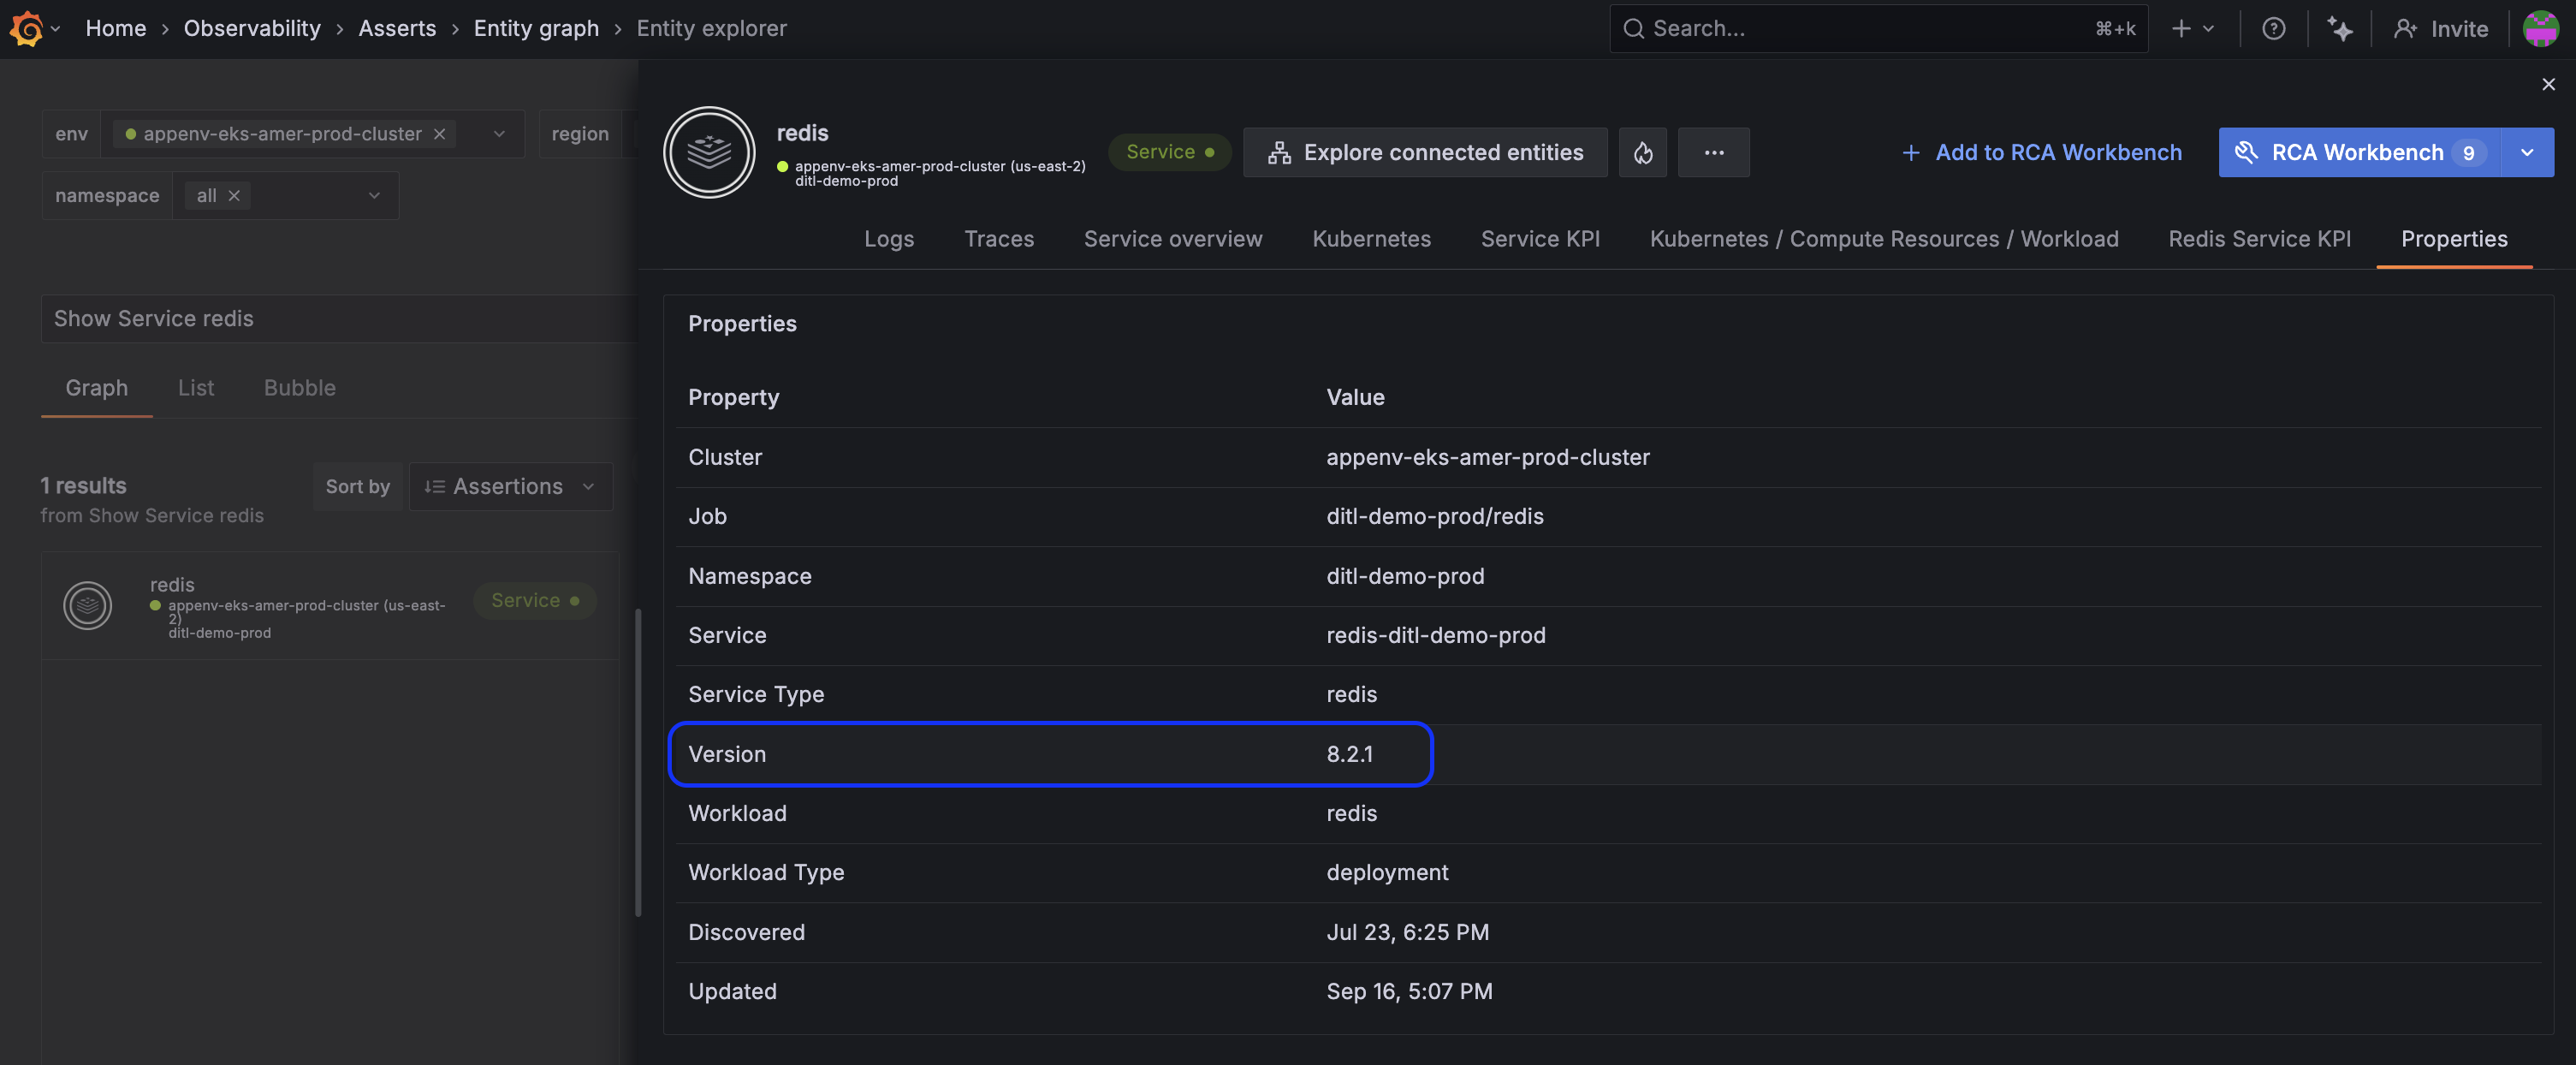 Home › Observability › Asserts › Entity graph › Entity explorer
Search...
⌘+k
Invite
env
appenv-eks-amer-prod-cluster
region
namespace
all
Show Service redis
Graph
List
Bubble
1 results
from Show Service redis
Sort by
Assertions
redis
appenv-eks-amer-prod-cluster (us-east-
2)
ditl-demo-prod
Service
redis
appenv-eks-amer-prod-cluster (us-east-2)
ditl-demo-prod
Service
Explore connected entities
Add to RCA Workbench
RCA Workbench 9
Logs
Traces
Service overview
Kubernetes
Service KPI
Kubernetes / Compute Resources / Workload
Redis Service KPI
Properties
Properties
Property Value
Cluster appenv-eks-amer-prod-cluster
Job ditl-demo-prod/redis
Namespace ditl-demo-prod
Service redis-ditl-demo-prod
Service Type redis
Version 8.2.1
Workload redis
Workload Type deployment
Discovered Jul 23, 6:25 PM
Updated Sep 16, 5:07 PM